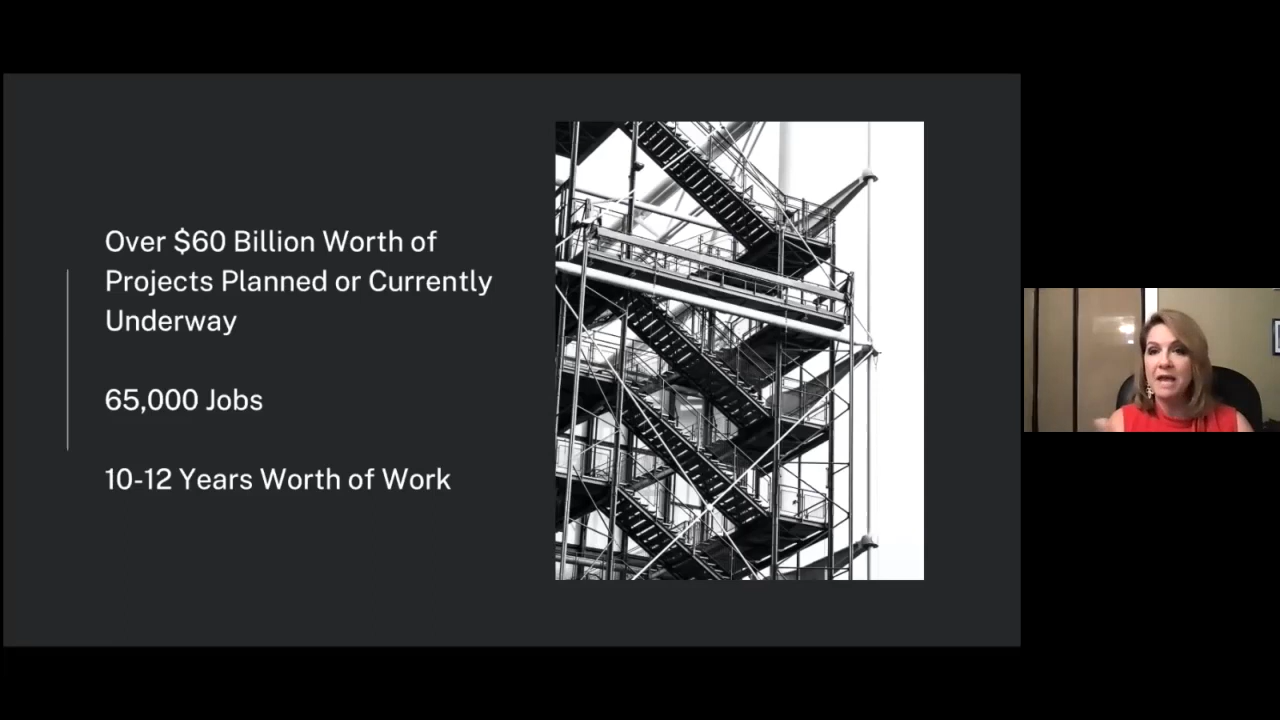 Over $60 Billion Worth of
Projects Planned or Currently
Underway
65,000 Jobs
10-12 Years Worth of Work